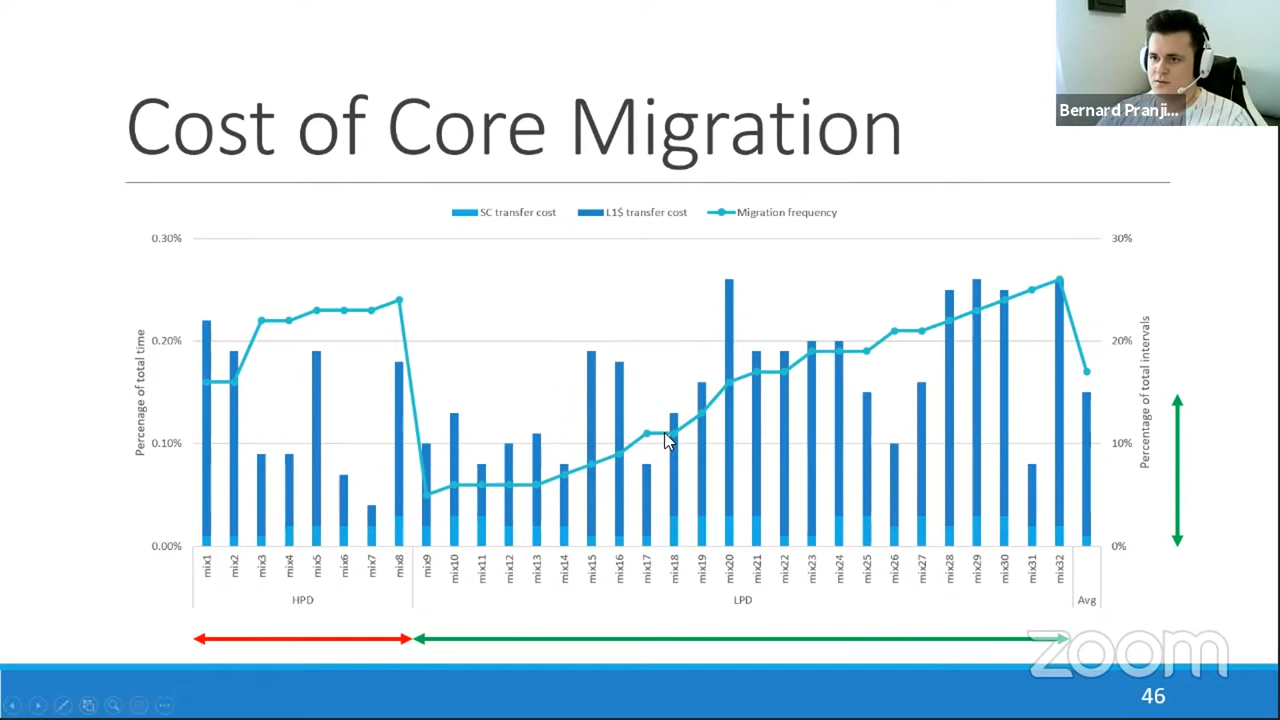 Bernard Pranji...
Cost of Core Migration
SC transfer cost L1$ transfer cost Migration frequency
0.30%
0.20%
0.10%
0.00%
Percenage of total time
30%
20%
10%
0%
Percentage of total intervals
mix1 mix2 mix3 mix4 mix5 mix6 mix7 mix8 mix9 mix10 mix11 mix12 mix13 mix14 mix15 mix16 mix17 mix18 mix19 mix20 mix21 mix22 mix23 mix24 mix25 mix26 mix27 mix28 mix29 mix30 mix31 mix32
HPD LPD Avg
zoom
46